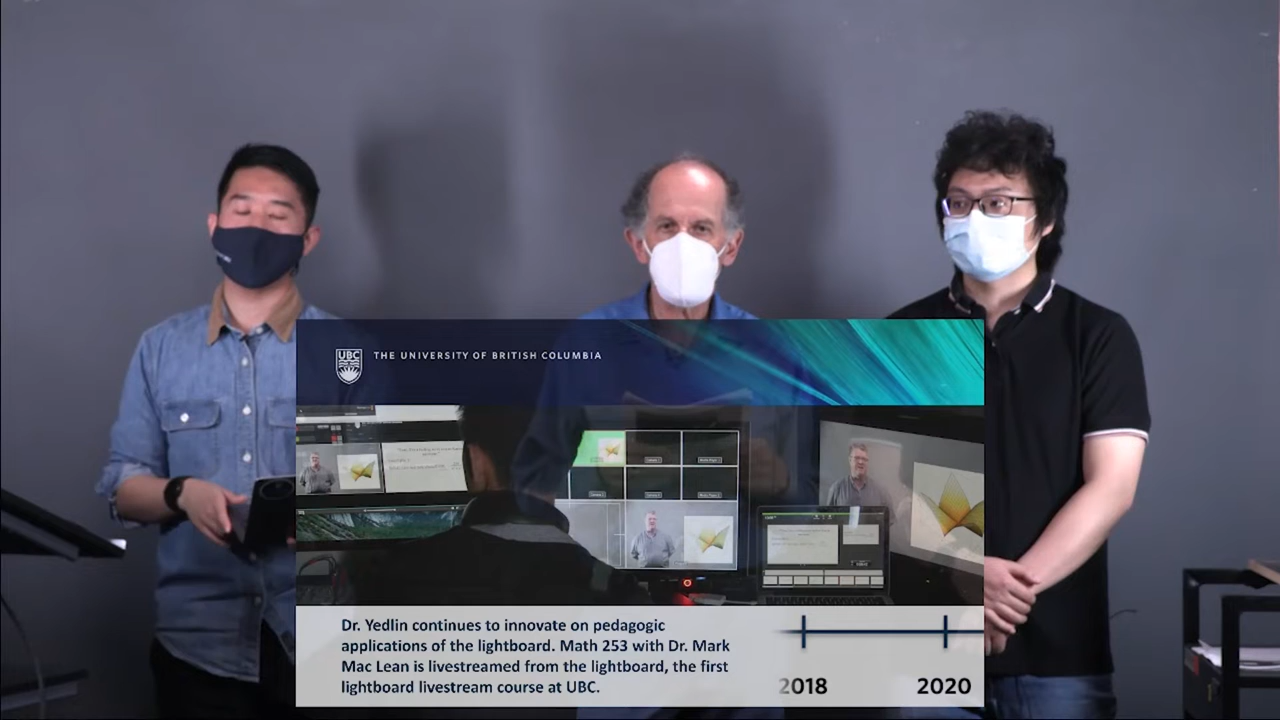 UBC
THE UNIVERSITY OF BRITISH COLUMBIA
Dr. Yedlin continues to innovate on pedagogic
applications of the lightboard. Math 253 with Dr. Mark
Mac Lean is livestreamed from the lightboard, the first
lightboard livestream course at UBC.
2018
2020